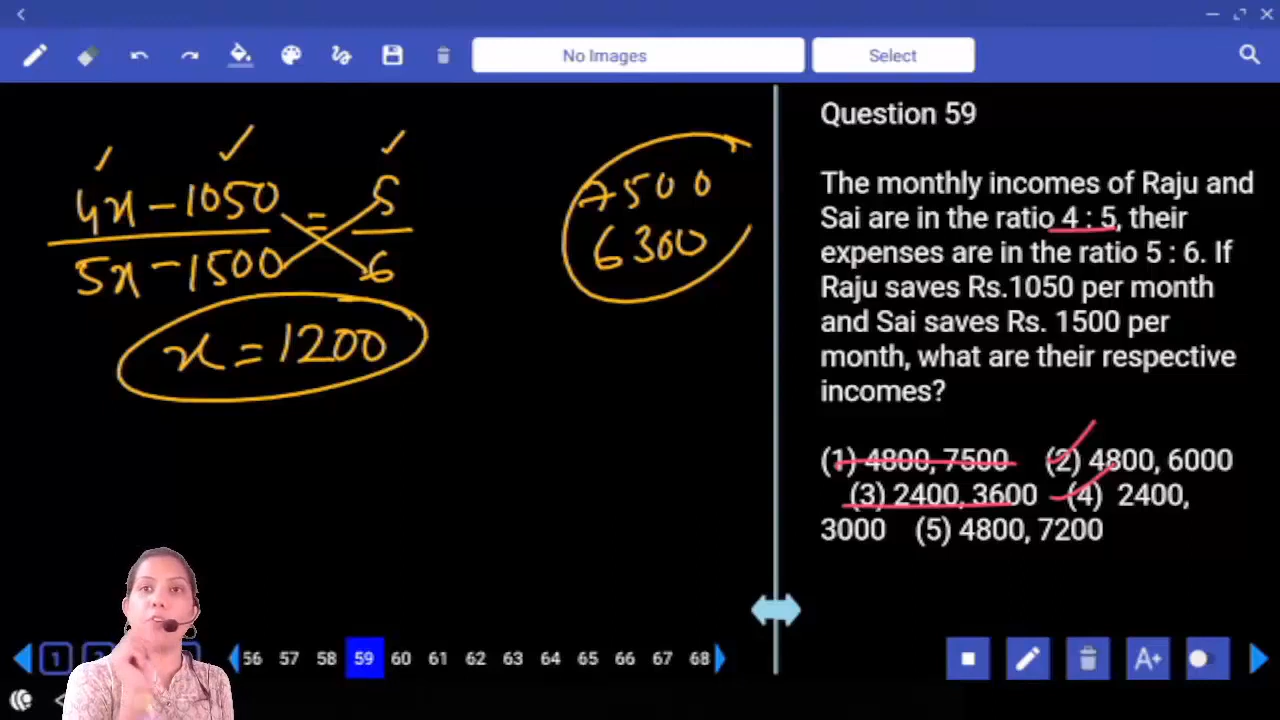 No Images
Select
4x - 1050 = 5
5x - 1500 6
x = 1200
7500
6300
Question 59
The monthly incomes of Raju and
Sai are in the ratio 4 : 5, their
expenses are in the ratio 5 : 6. If
Raju saves Rs.1050 per month
and Sai saves Rs. 1500 per
month, what are their respective
incomes?
(1) 4800, 7500 (2) 4800, 6000
(3) 2400, 3600 (4) 2400,
3000 (5) 4800, 7200
1 56 57 58 59 60 61 62 63 64 65 66 67 68
A+